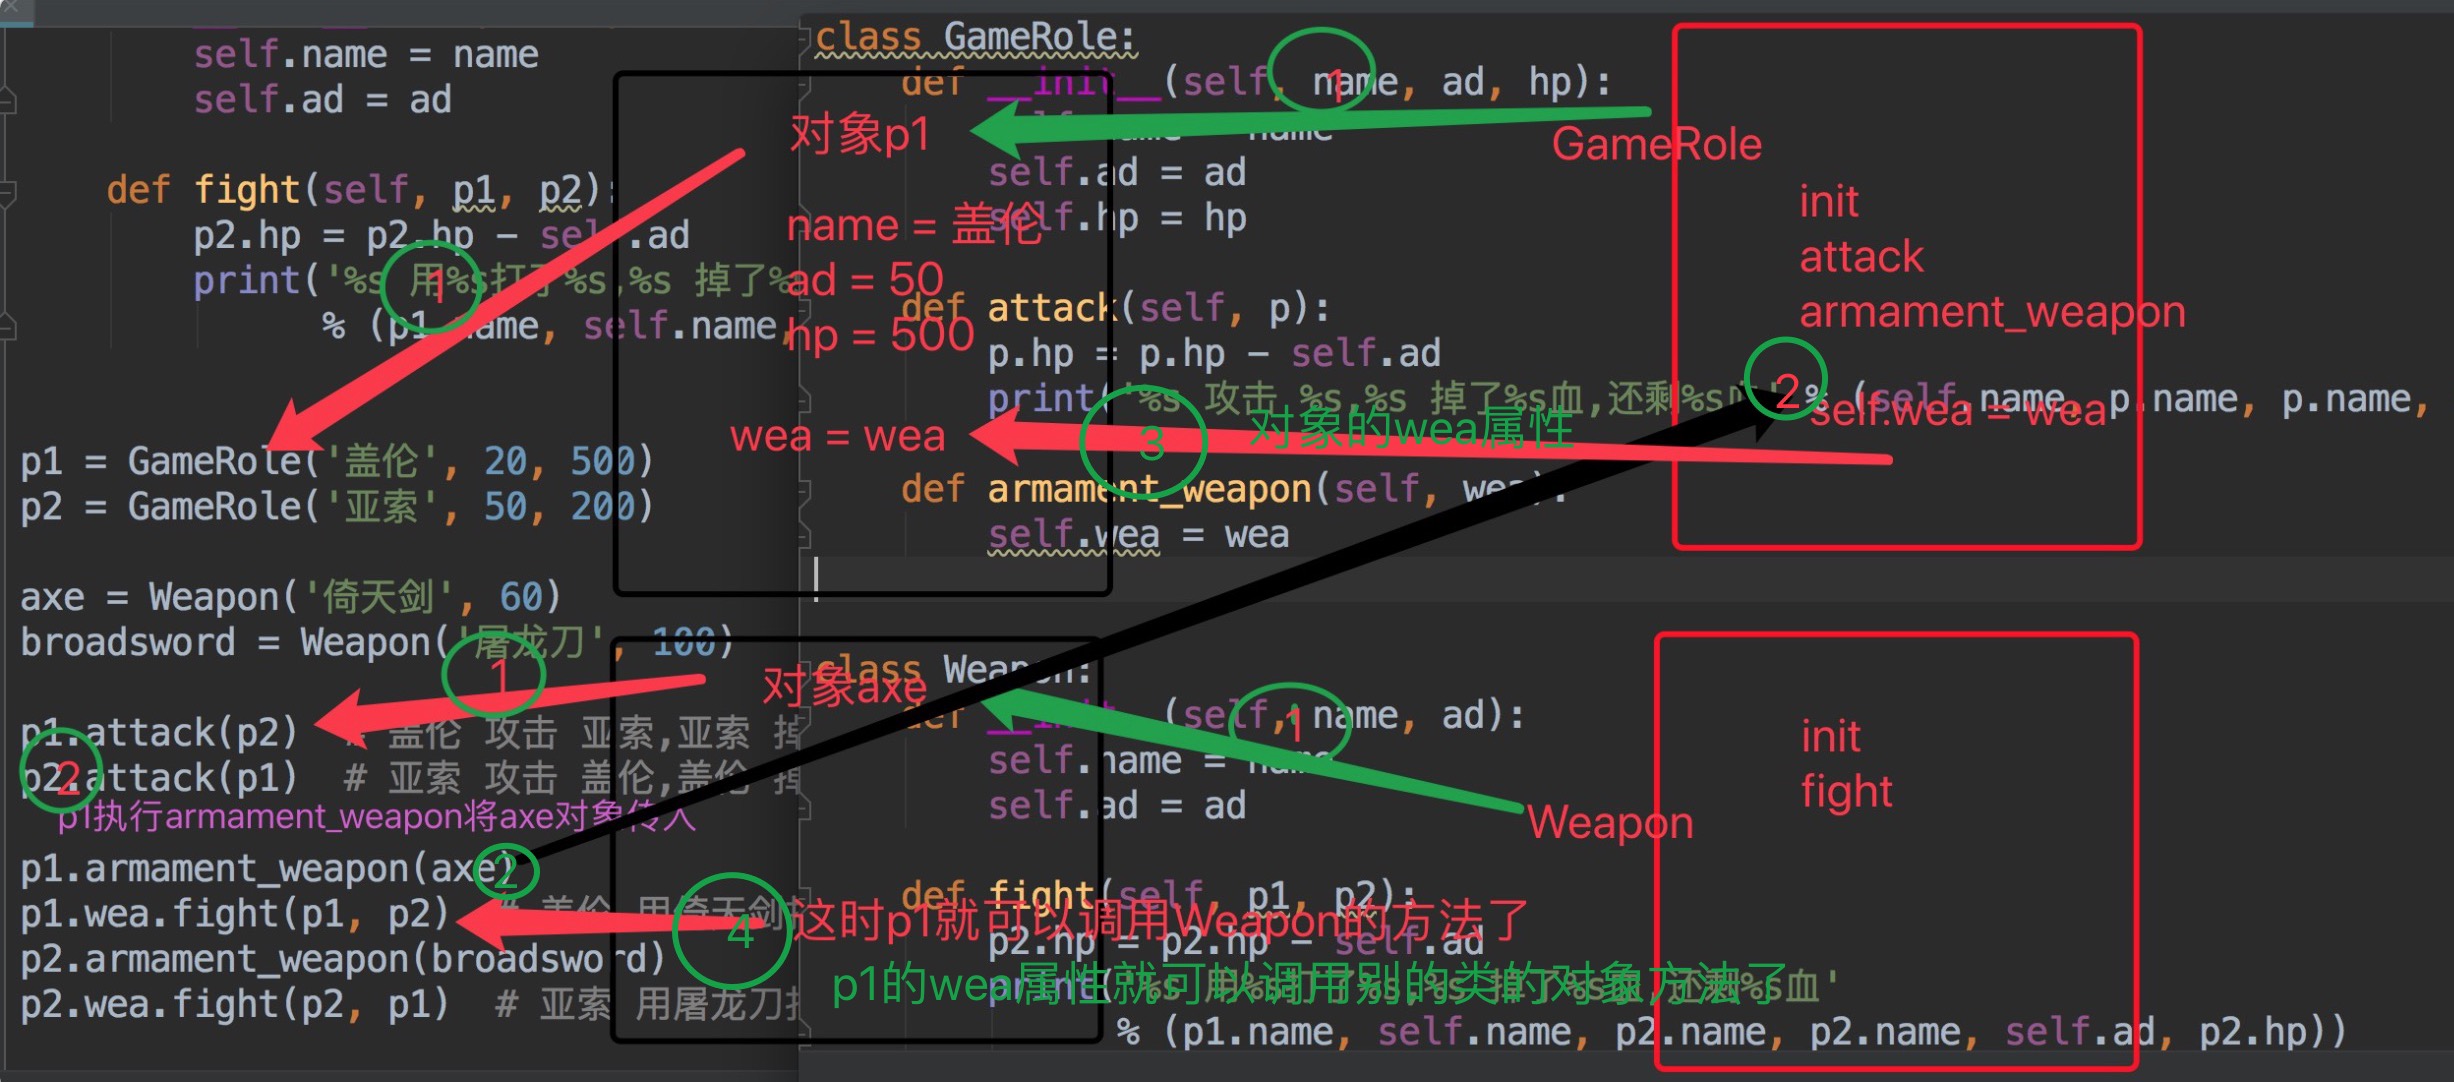 self.name = name
self.ad = ad
def fight(self, p1, p2):
p2.hp = p2.hp - self.ad
print('%s 用%s打了%s,%s 掉了%s
% (p1.name, self.name,
p1 = GameRole('盖伦', 20, 500)
p2 = GameRole('亚索', 50, 200)
axe = Weapon('倚天剑', 60)
broadsword = Weapon('屠龙刀', 100)
1
1
p1.attack(p2) # 盖伦 攻击 亚索,亚索 掉
p2.attack(p1) # 亚索 攻击 盖伦,盖伦 掉
2
p1执行armament_weapon将axe对象传入
p1.armament_weapon(axe)
2
p1.wea.fight(p1, p2) # 盖伦 用倚天剑
p2.armament_weapon(broadsword)
p2.wea.fight(p2, p1) # 亚索 用屠龙刀
对象p1
name = 盖伦
ad = 50
hp = 500
wea = wea
对象axe
class GameRole:
def __init__(self, name, ad, hp):
1
self.name = name
self.ad = ad
self.hp = hp
def attack(self, p):
p.hp = p.hp - self.ad
print('%s 攻击 %s,%s 掉了%s血,还剩%s血' % (self.name, p.name, p.name,
3
对象的wea属性
def armament_weapon(self, wea):
self.wea = wea
class Weapon:
def __init__(self, name, ad):
1
self.name = name
self.ad = ad
def fight(self, p1, p2):
4
这时p1就可以调用Weapon的方法了
p2.hp = p2.hp - self.ad
p1的wea属性就可以调用别的类的对象方法了
print('%s 用%s打了%s,%s 掉了%s血,还剩%s血'
% (p1.name, self.name, p2.name, p2.name, self.ad, p2.hp))
GameRole
init
attack
armament_weapon
2
self.wea = wea
Weapon
init
fight